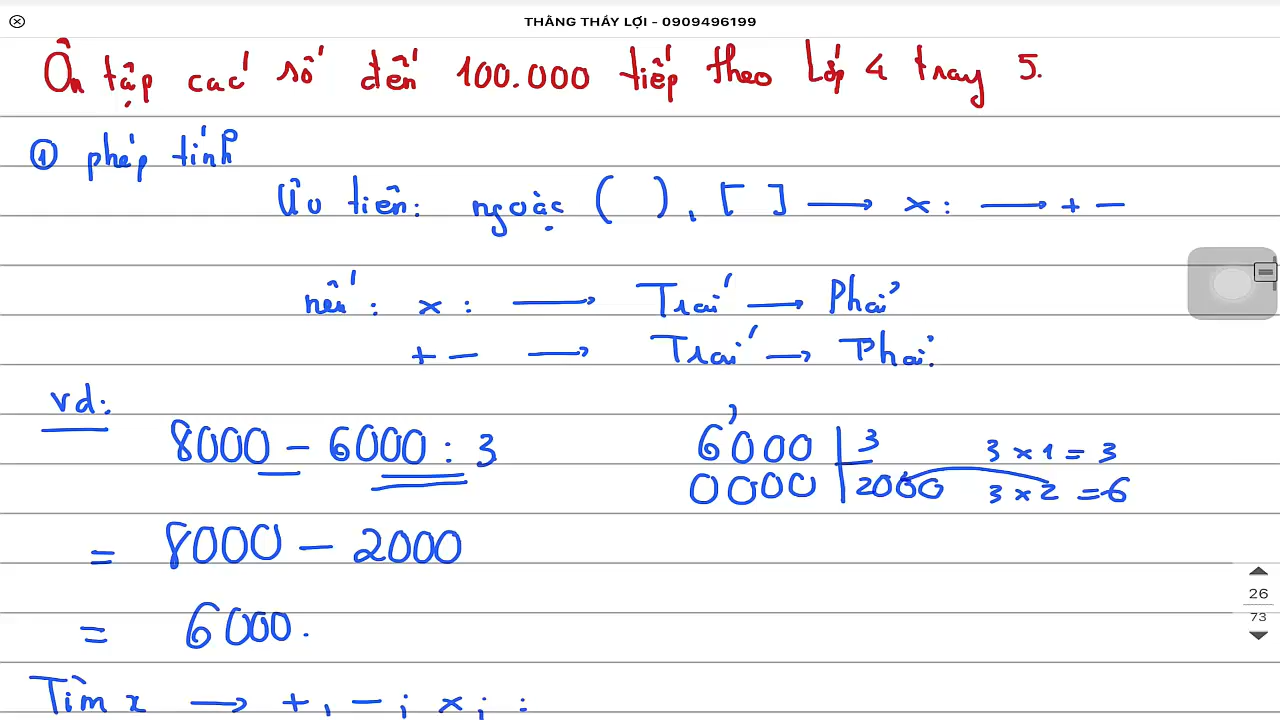 THẦNG THẦY LỢI - 0909496199
Ôn tập các số đến 100.000 tiếp theo Lớp 4 trang 5.
① phép tính
Ưu tiên: ngoặc ( ), [ ] → x : → + −
nếu : x : → Trái → Phải
+ − → Trái → Phải
vd:
8000 − 6000 : 3
6000 3 3 x 1 = 3
0000 2000 3 x 2 = 6
= 8000 − 2000
= 6000.
26
73
Tìm x → +, −; x; :